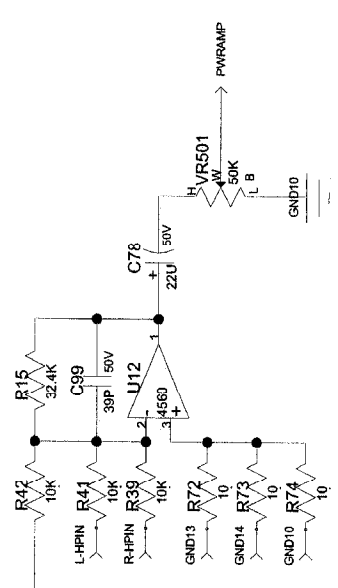 PWRAMP
VR501
H
W
50K
B
L
GND10
C78
50V
+
22U
R15
32.4K
C99
50V
39P
U12
1
4560
2
-
3
+
R42
10K
R41
10K
R39
10K
R72
10
R73
10
R74
10
L-HPIN
R-HPIN
GND13
GND14
GND10